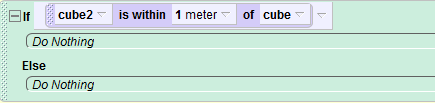 If cube2 is within 1 meter of cube
Do Nothing
Else
Do Nothing